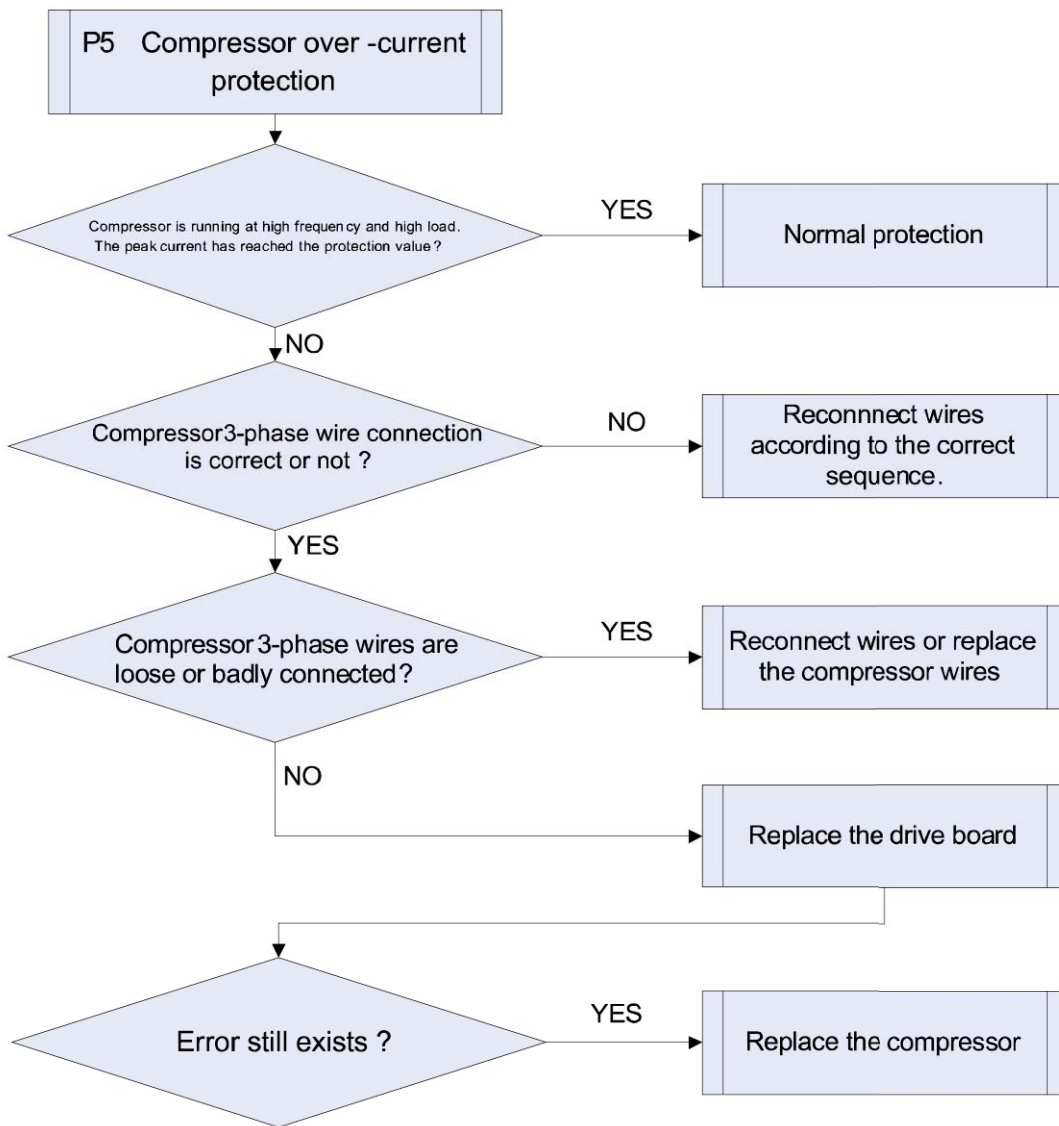 P5 Compressor over -current
protection
Compressor is running at high frequency and high load.
The peak current has reached the protection value ?
YES
Normal protection
NO
Compressor3-phase wire connection
is correct or not ?
NO
Reconnnect wires
according to the correct
sequence.
YES
Compressor 3-phase wires are
loose or badly connected ?
YES
Reconnect wires or replace
the compressor wires
NO
Replace the drive board
Error still exists ?
YES
Replace the compressor